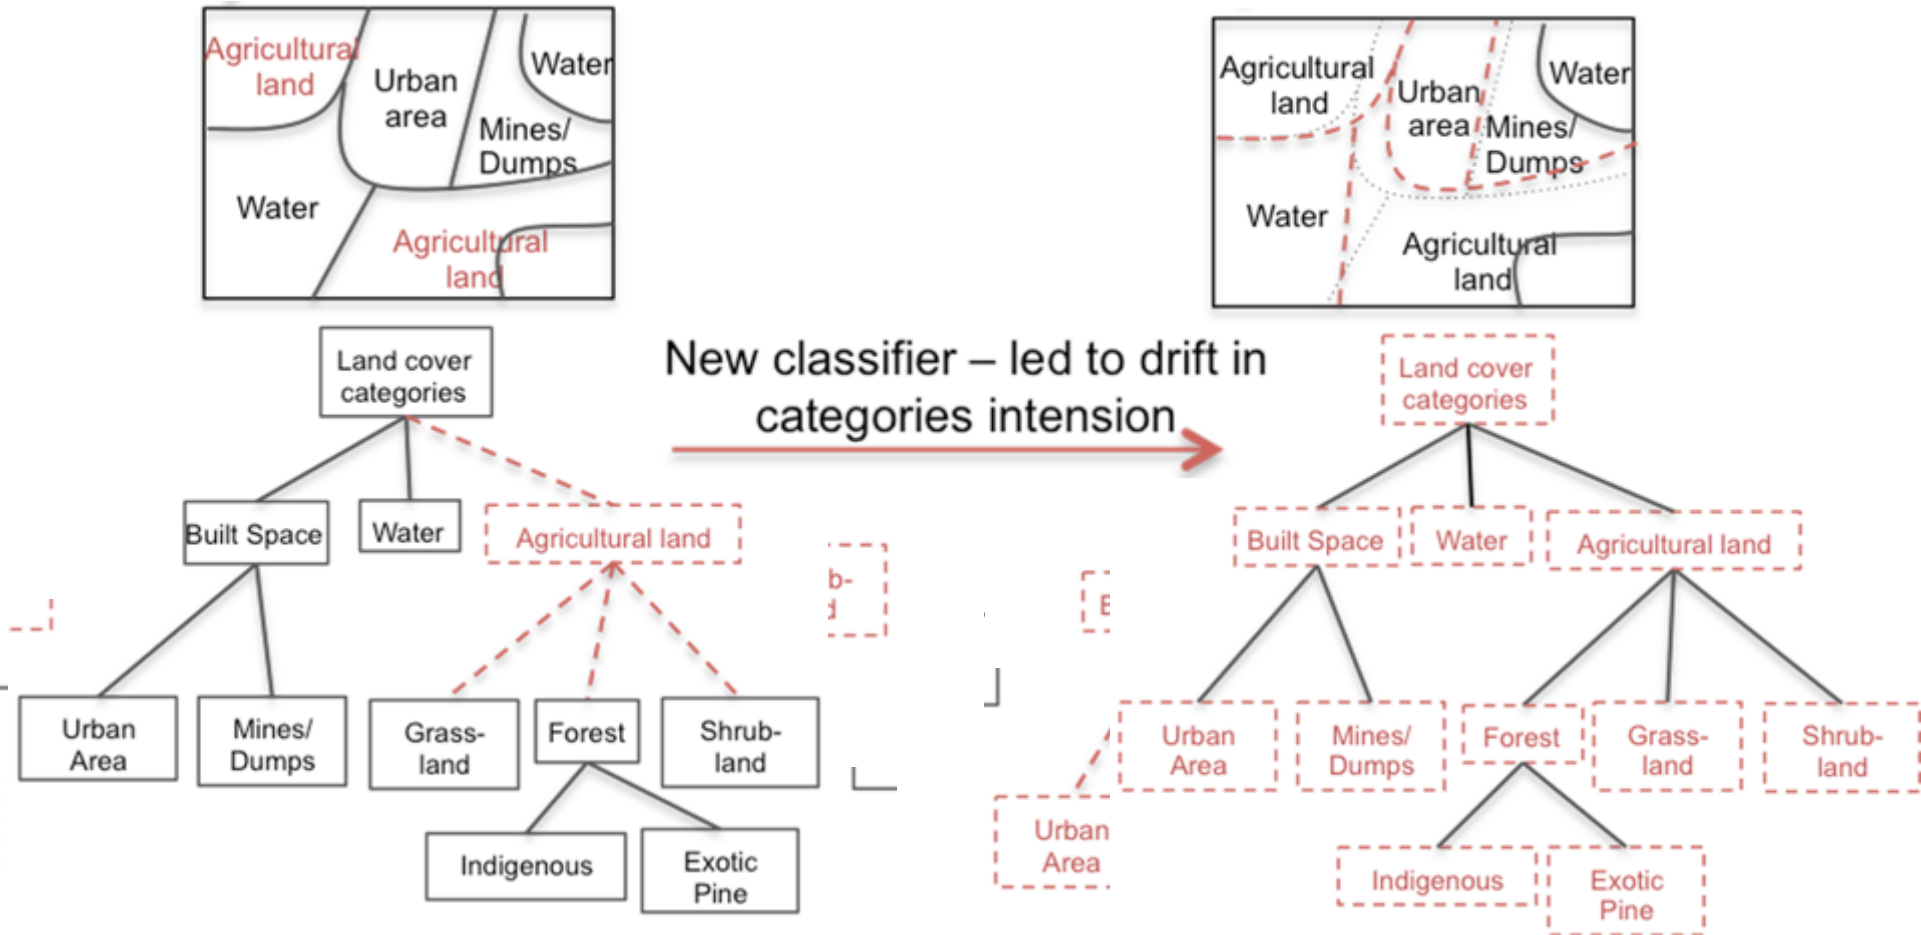 Agricultural
land
Urban
area
Water
Mines/
Dumps
Water
Agricultural
land
Land cover
categories
Built Space
Water
Agricultural land
Urban
Area
Mines/
Dumps
Grass-
land
Forest
Shrub-
land
Indigenous
Exotic
Pine
b-
New classifier – led to drift in
categories intension
Agricultural
land
Urban
area
Water
Mines/
Dumps
Water
Agricultural
land
Land cover
categories
Built Space
Water
Agricultural land
Urban
Area
Mines/
Dumps
Forest
Grass-
land
Shrub-
land
Indigenous
Exotic
Pine
Urban
Area